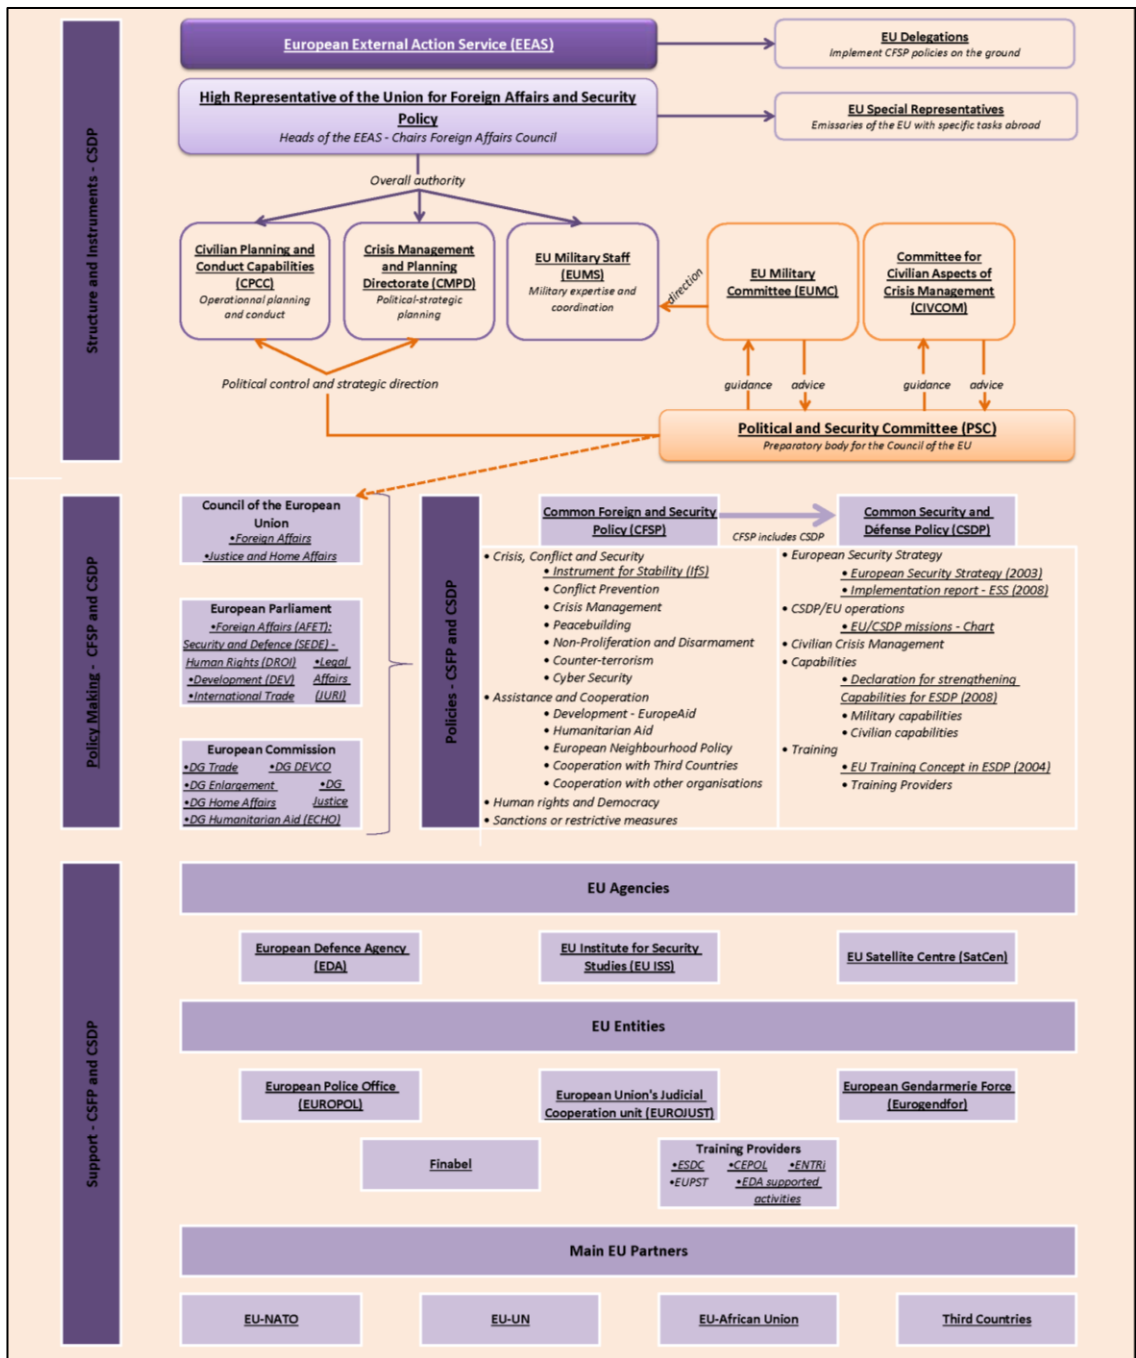 European External Action Service (EEAS)
EU Delegations
Implement CFSP policies on the ground
High Representative of the Union for Foreign Affairs and Security
Policy
Heads of the EEAS - Chairs Foreign Affairs Council
EU Special Representatives
Emissaries of the EU with specific tasks abroad
Structure and Instruments - CSDP
Overall authority
Civilian Planning and
Conduct Capabilities
(CPCC)
Operationnal planning
and conduct
Crisis Management
and Planning
Directorate (CMPD)
Political-strategic
planning
EU Military Staff
(EUMS)
Military expertise and
coordination
direction
EU Military
Committee (EUMC)
Committee for
Civilian Aspects of
Crisis Management
(CIVCOM)
Political control and strategic direction
guidance
advice
guidance
advice
Political and Security Committee (PSC)
Preparatory body for the Council of the EU
Policy Making - CFSP and CSDP
Council of the European
Union
•Foreign Affairs
•Justice and Home Affairs
European Parliament
•Foreign Affairs (AFET);
Security and Defence (SEDE) -
Human Rights (DROI)
•Development (DEV)
•International Trade
•Legal
Affairs
(JURI)
European Commission
•DG Trade
•DG DEVCO
•DG Enlargement
•DG
Justice
•DG Home Affairs
•DG Humanitarian Aid (ECHO)
Policies - CSFP and CSDP
Common Foreign and Security
Policy (CFSP)
CFSP includes CSDP
Common Security and
Défense Policy (CSDP)
• Crisis, Conflict and Security
• Instrument for Stability (IfS)
• Conflict Prevention
• Crisis Management
• Peacebuilding
• Non-Proliferation and Disarmament
• Counter-terrorism
• Cyber Security
• Assistance and Cooperation
• Development - EuropeAid
• Humanitarian Aid
• European Neighbourhood Policy
• Cooperation with Third Countries
• Cooperation with other organisations
• Human rights and Democracy
• Sanctions or restrictive measures
• European Security Strategy
• European Security Strategy (2003)
• Implementation report - ESS (2008)
• CSDP/EU operations
• EU/CSDP missions - Chart
• Civilian Crisis Management
• Capabilities
• Declaration for strengthening
Capabilities for ESDP (2008)
• Military capabilities
• Civilian capabilities
• Training
• EU Training Concept in ESDP (2004)
• Training Providers
Support - CSFP and CSDP
EU Agencies
European Defence Agency
(EDA)
EU Institute for Security
Studies (EU ISS)
EU Satellite Centre (SatCen)
EU Entities
European Police Office
(EUROPOL)
European Union's Judicial
Cooperation unit (EUROJUST)
European Gendarmerie Force
(Eurogendfor)
Finabel
Training Providers
•ESDC
•CEPOL
•ENTRi
•EUPST
•EDA supported
activities
Main EU Partners
EU-NATO
EU-UN
EU-African Union
Third Countries